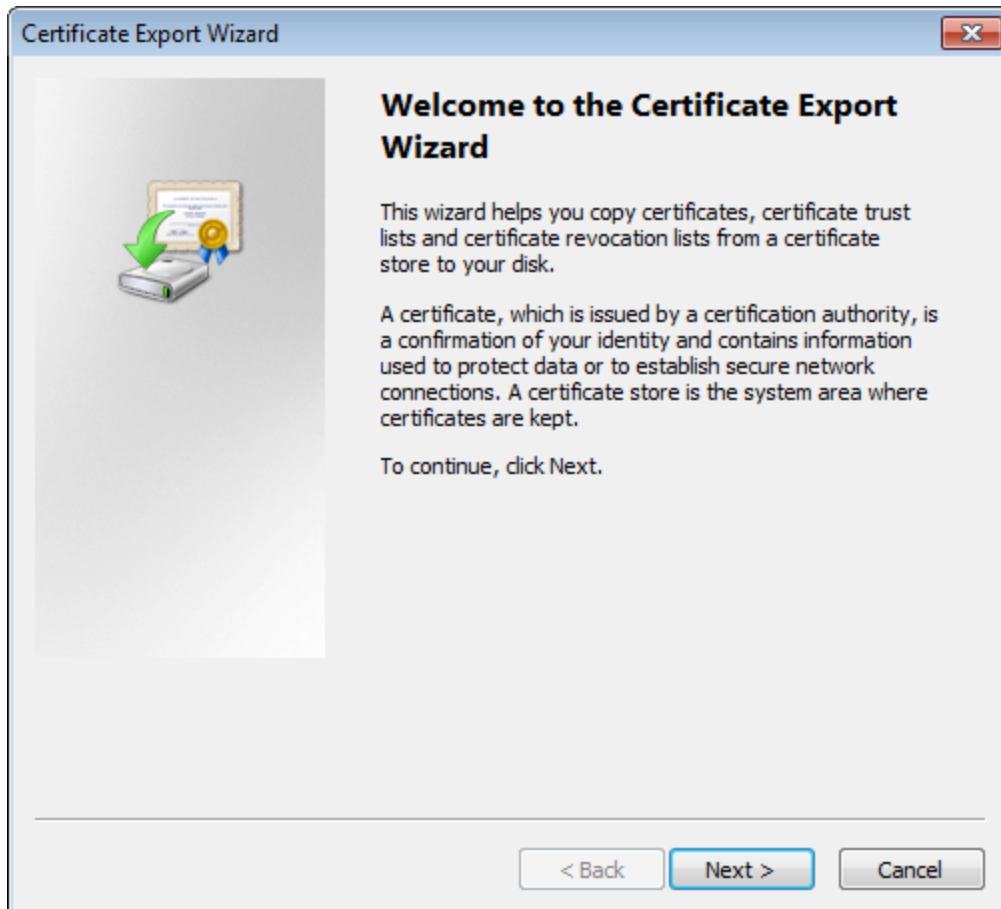 Certificate Export Wizard
Welcome to the Certificate Export
Wizard
This wizard helps you copy certificates, certificate trust
lists and certificate revocation lists from a certificate
store to your disk.
A certificate, which is issued by a certification authority, is
a confirmation of your identity and contains information
used to protect data or to establish secure network
connections. A certificate store is the system area where
certificates are kept.
To continue, click Next.
< Back
Next >
Cancel